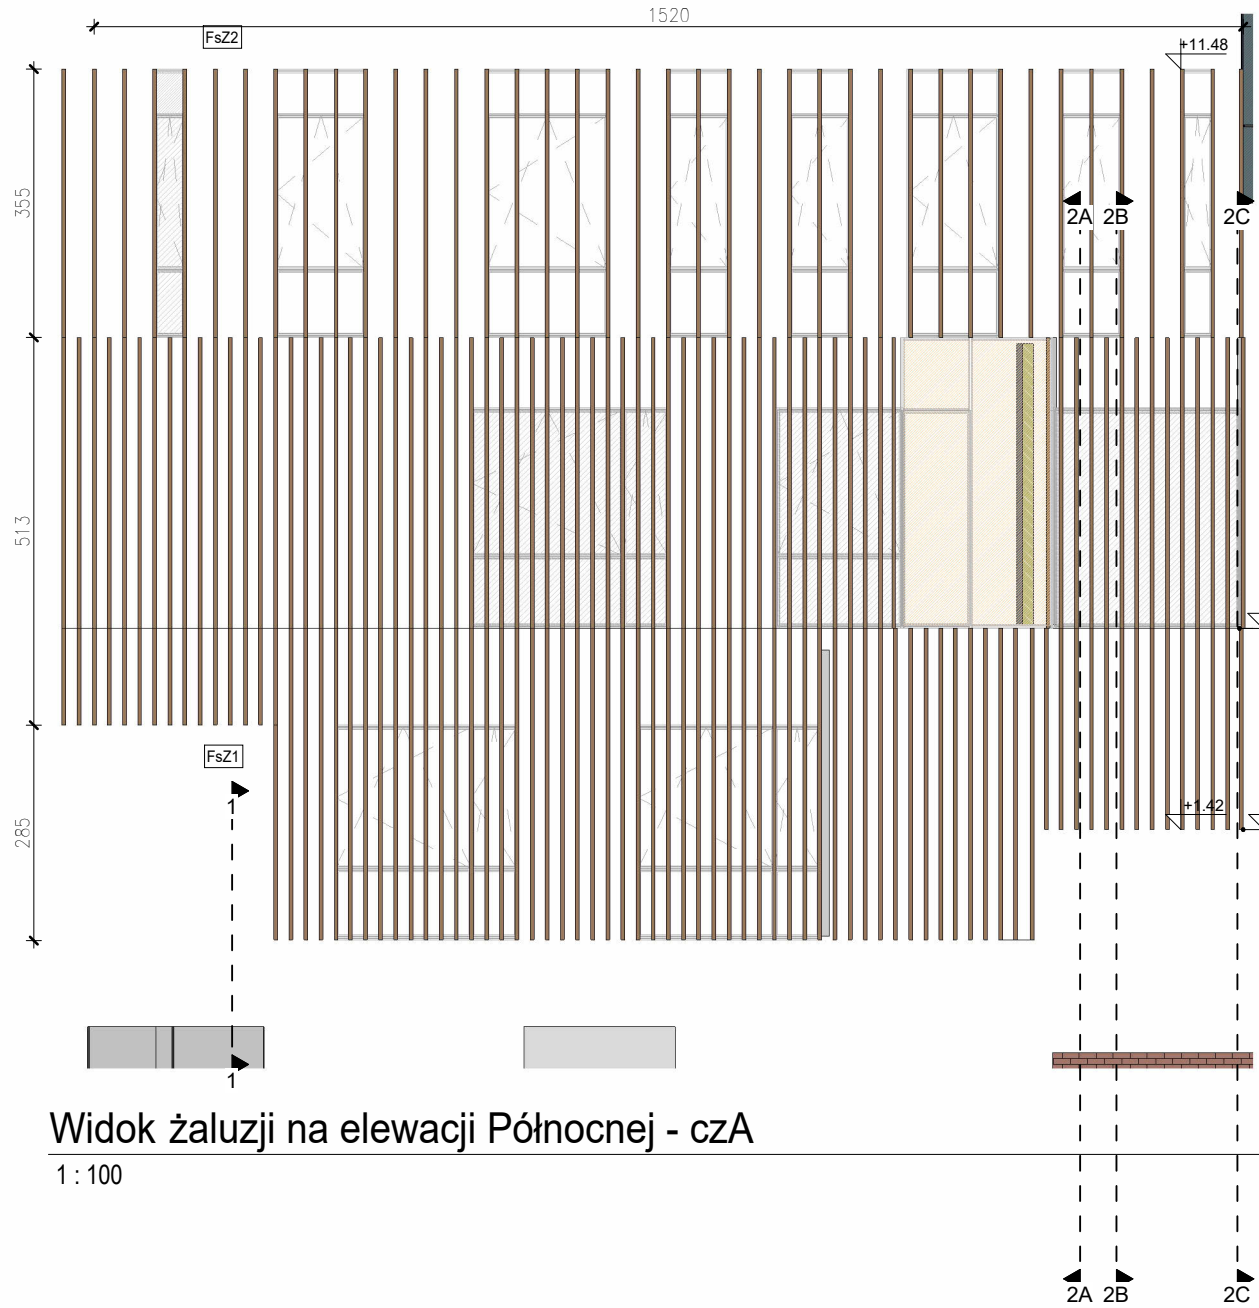 1520
FsZ2
+11.48
355
2A 2B 2C
513
FsZ1
1
+1.42
285
1
Widok żaluzji na elewacji Północnej - czA
1 : 100
2A 2B 2C